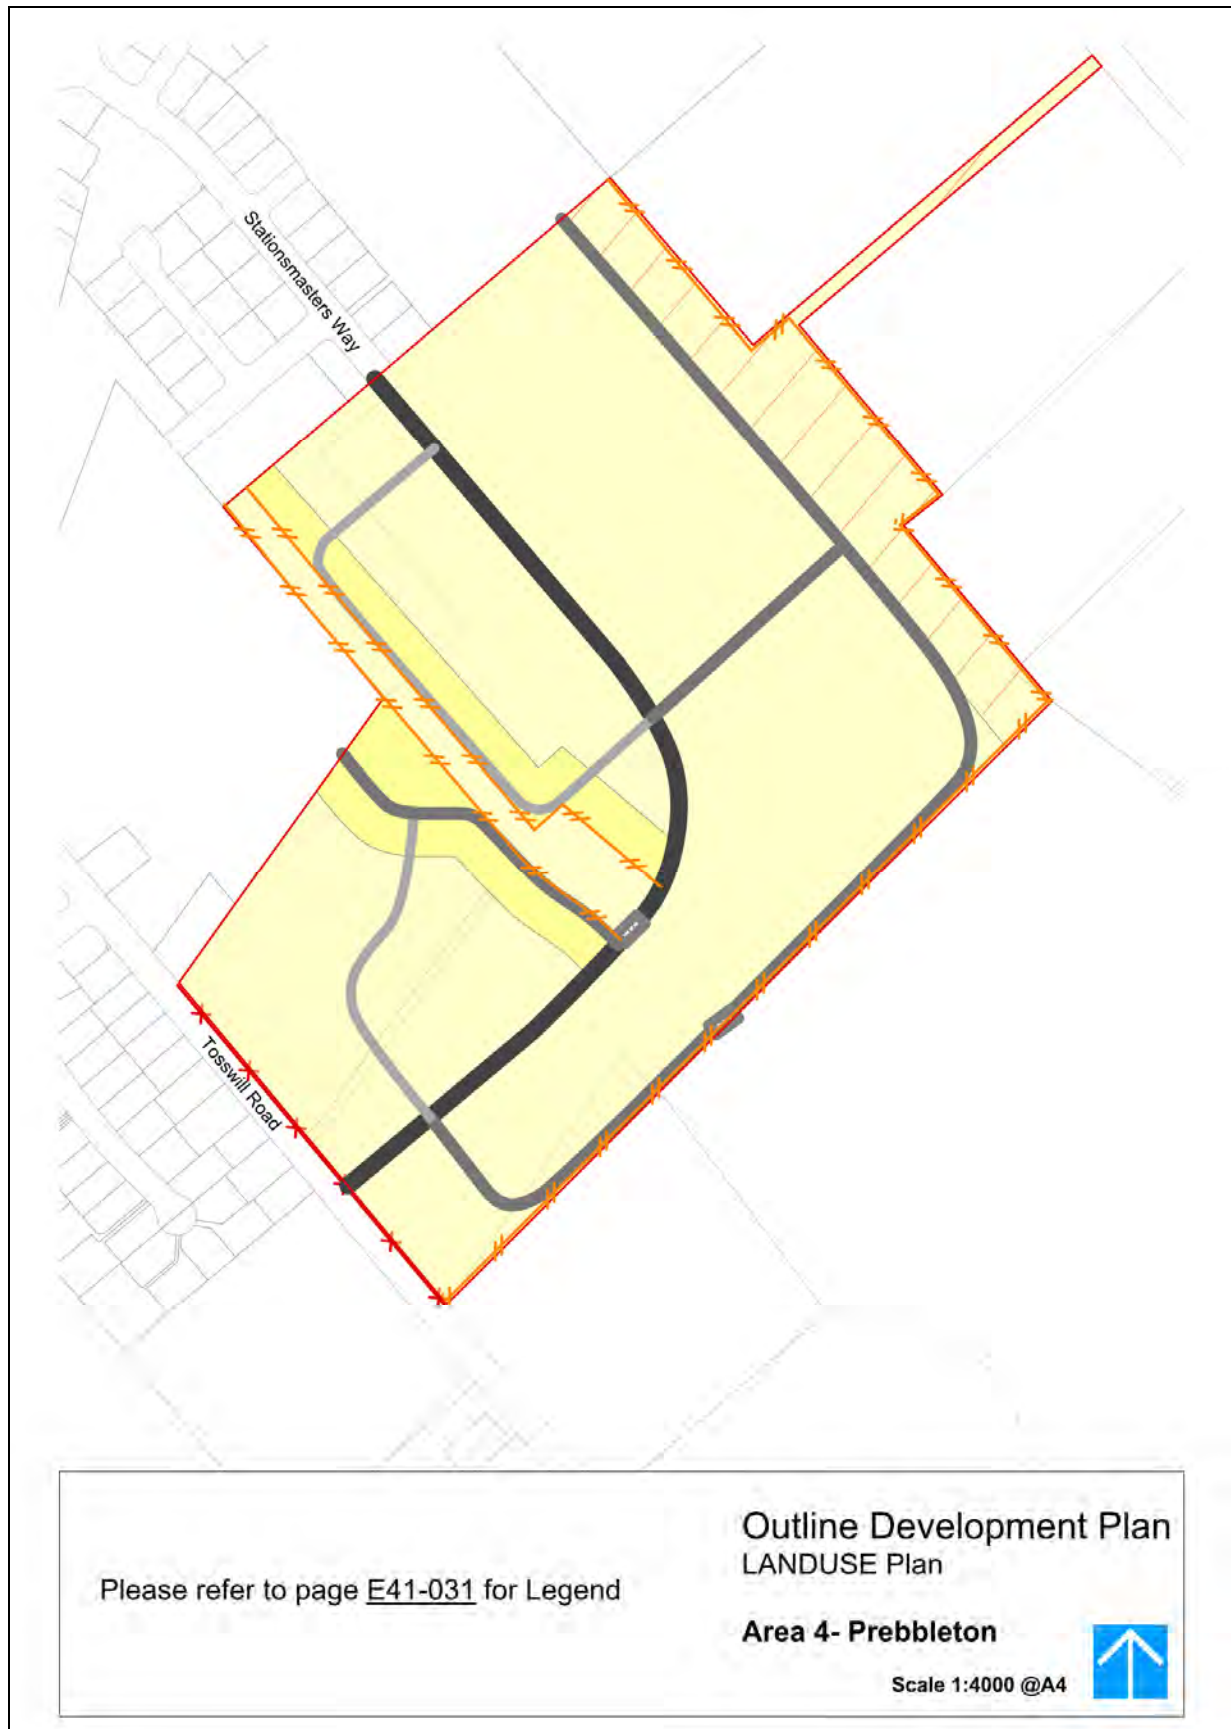 Stationsmasters Way
Tosswill Road
Please refer to page E41-031 for Legend
Outline Development Plan
LANDUSE Plan
Area 4- Prebbleton
Scale 1:4000 @A4